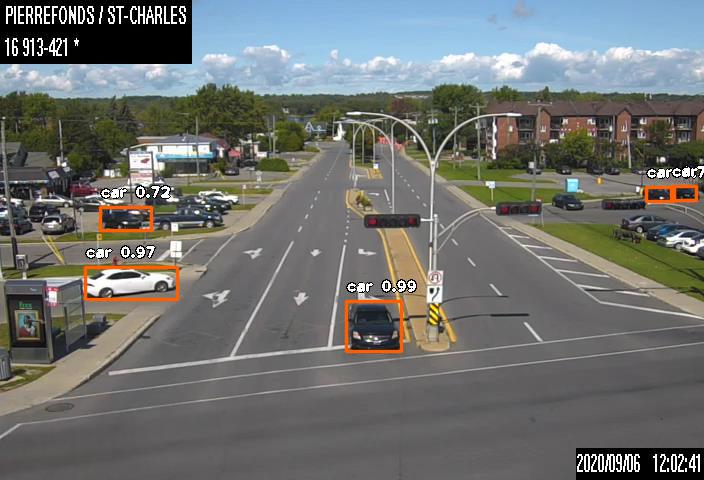 PIERREFONDS / ST-CHARLES
16 913-421 *
car 0.72
car 0.97
car 0.99
2020/09/06 12:02:41